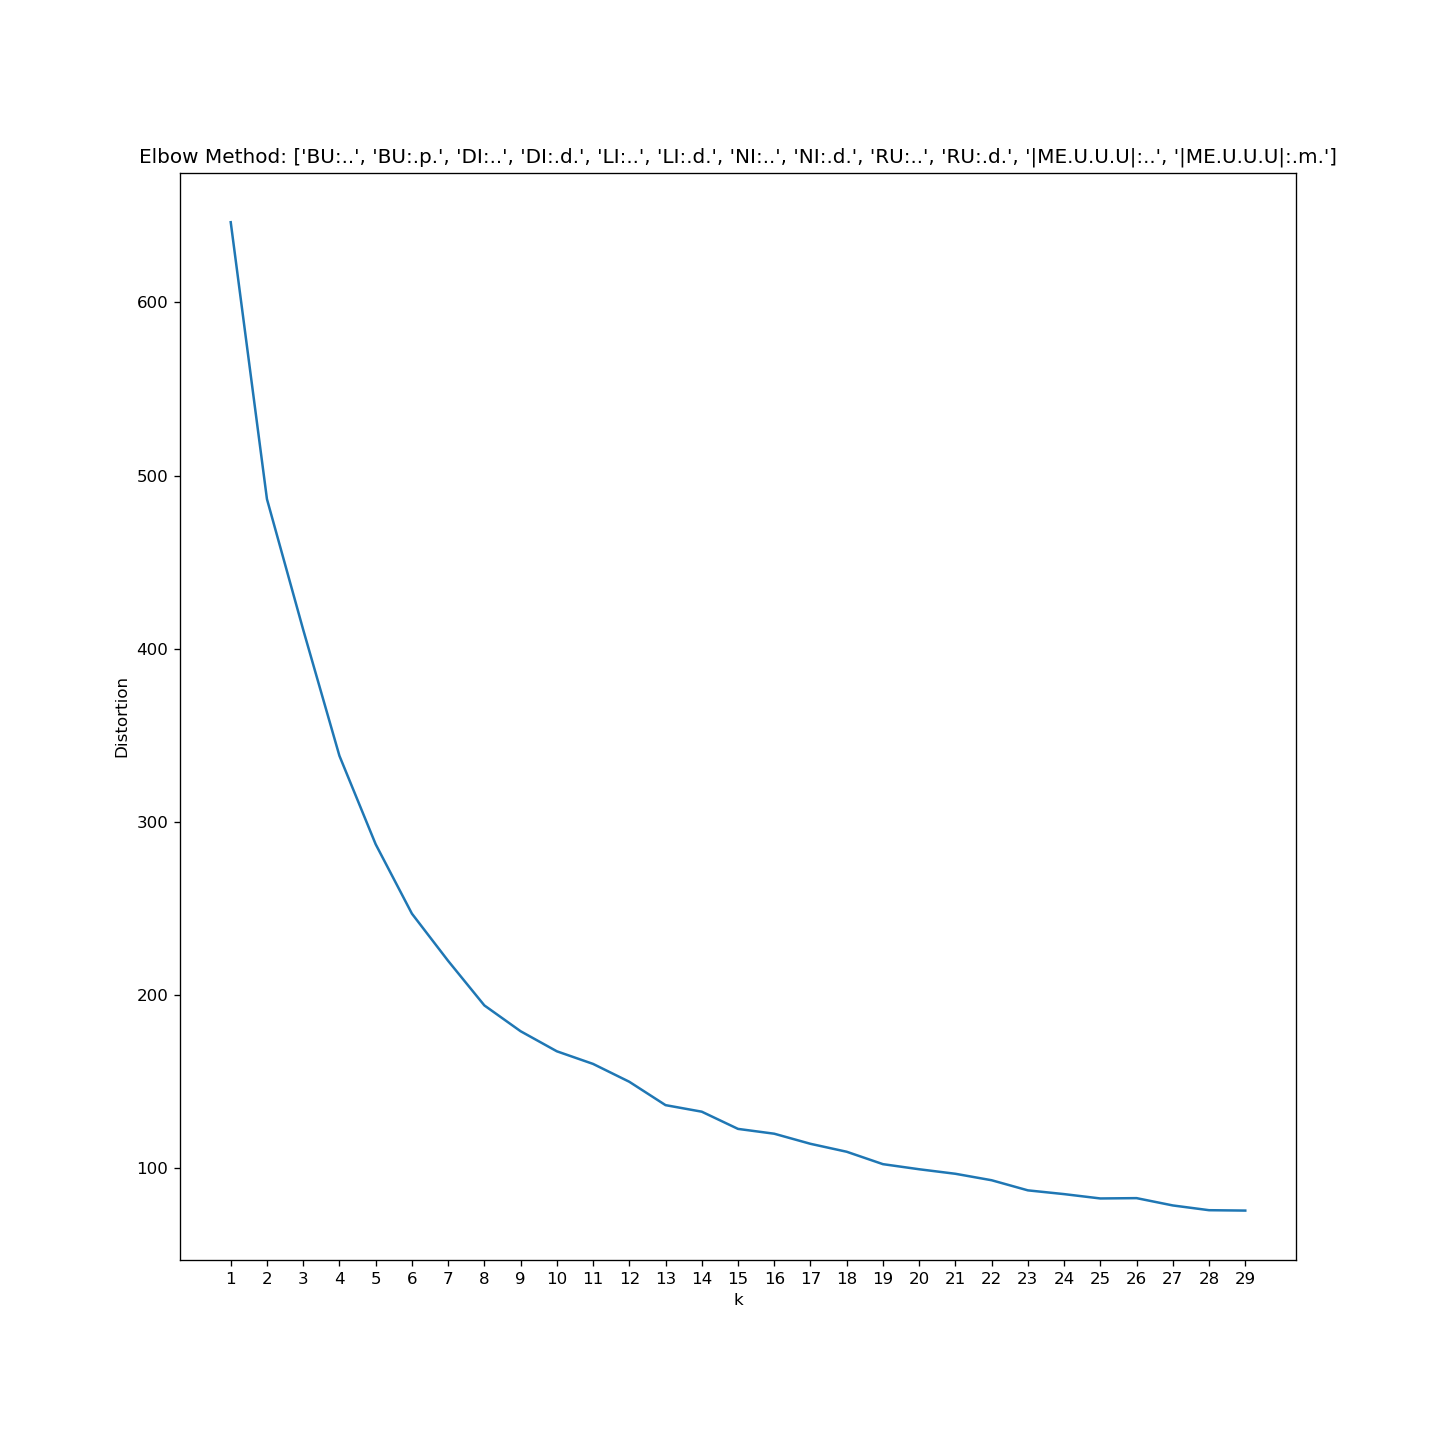 Elbow Method: ['BU:..', 'BU:.p.', 'DI:..', 'DI:.d.', 'LI:..', 'LI:.d.', 'NI:..', 'NI:.d.', 'RU:..', 'RU:.d.', '|ME.U.U.U|:..', '|ME.U.U.U|:.m.']
600
500
400
300
200
100
Distortion
1 2 3 4 5 6 7 8 9 10 11 12 13 14 15 16 17 18 19 20 21 22 23 24 25 26 27 28 29
k